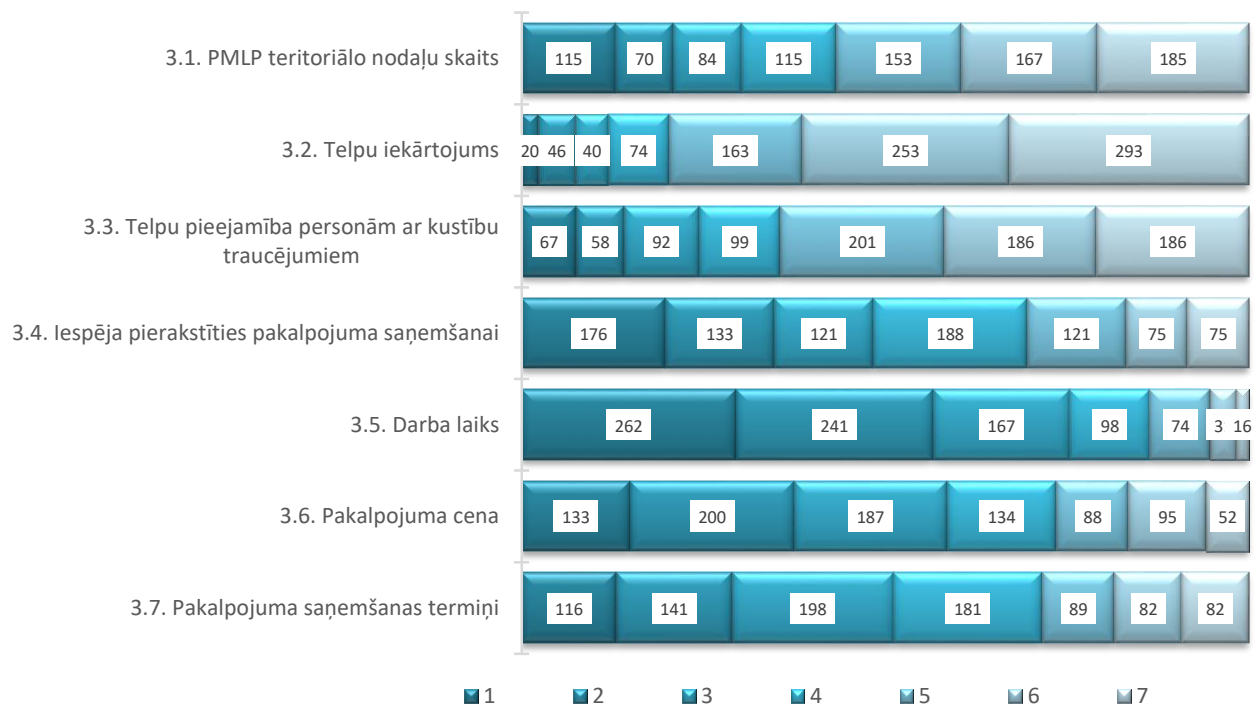 3.1. PMLP teritoriālo nodaļu skaits
115 70 84 115 153 167 185
3.2. Telpu iekārtojums
20 46 40 74 163 253 293
3.3. Telpu pieejamība personām ar kustību
traucējumiem
67 58 92 99 201 186 186
3.4. Iespēja pierakstīties pakalpojuma saņemšanai
176 133 121 188 121 75 75
3.5. Darba laiks
262 241 167 98 74 16
3.6. Pakalpojuma cena
133 200 187 134 88 95 52
3.7. Pakalpojuma saņemšanas termiņi
116 141 198 181 89 82 82
1 2 3 4 5 6 7